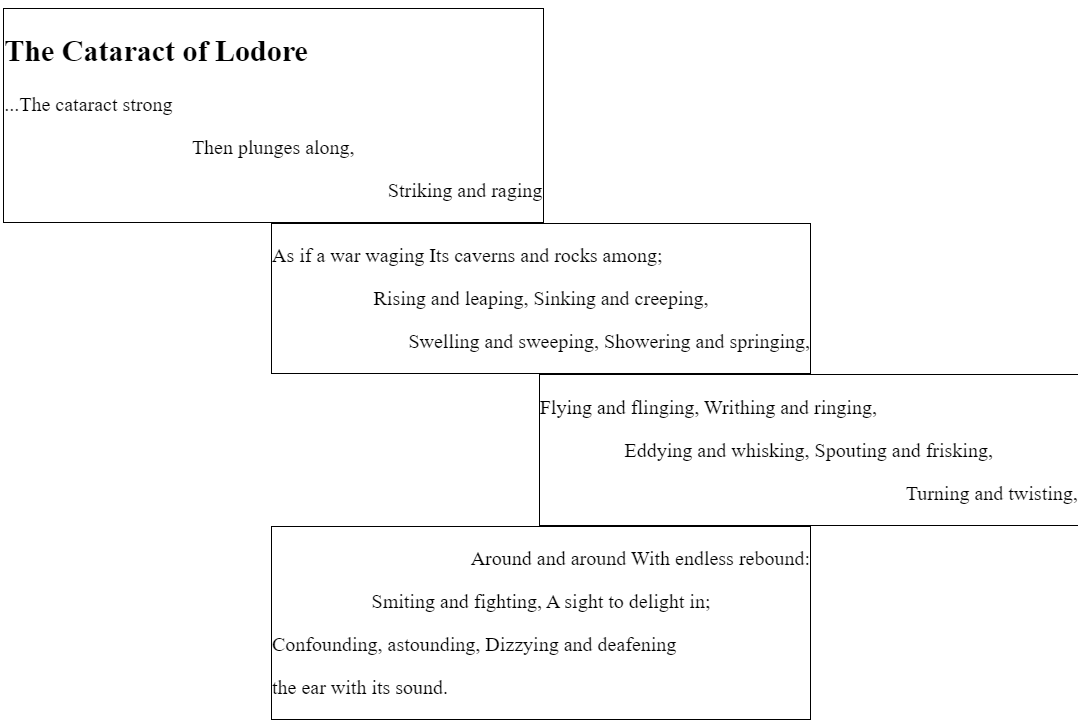 The Cataract of Lodore
...The cataract strong
Then plunges along,
Striking and raging
As if a war waging Its caverns and rocks among;
Rising and leaping, Sinking and creeping,
Swelling and sweeping, Showering and springing,
Flying and flinging, Writhing and ringing,
Eddying and whisking, Spouting and frisking,
Turning and twisting,
Around and around With endless rebound:
Smiting and fighting, A sight to delight in;
Confounding, astounding, Dizzying and deafening
the ear with its sound.